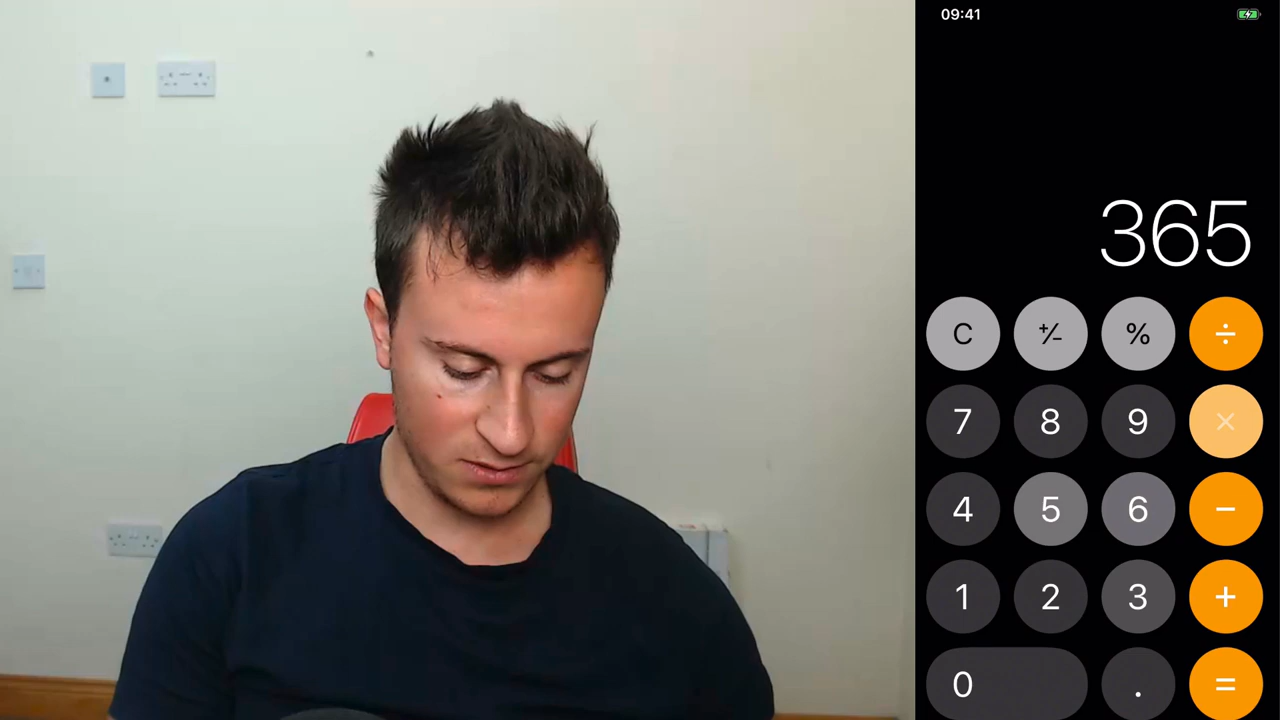 09:41
365
C +/- % ÷
7 8 9 ×
4 5 6 −
1 2 3 +
0 . =